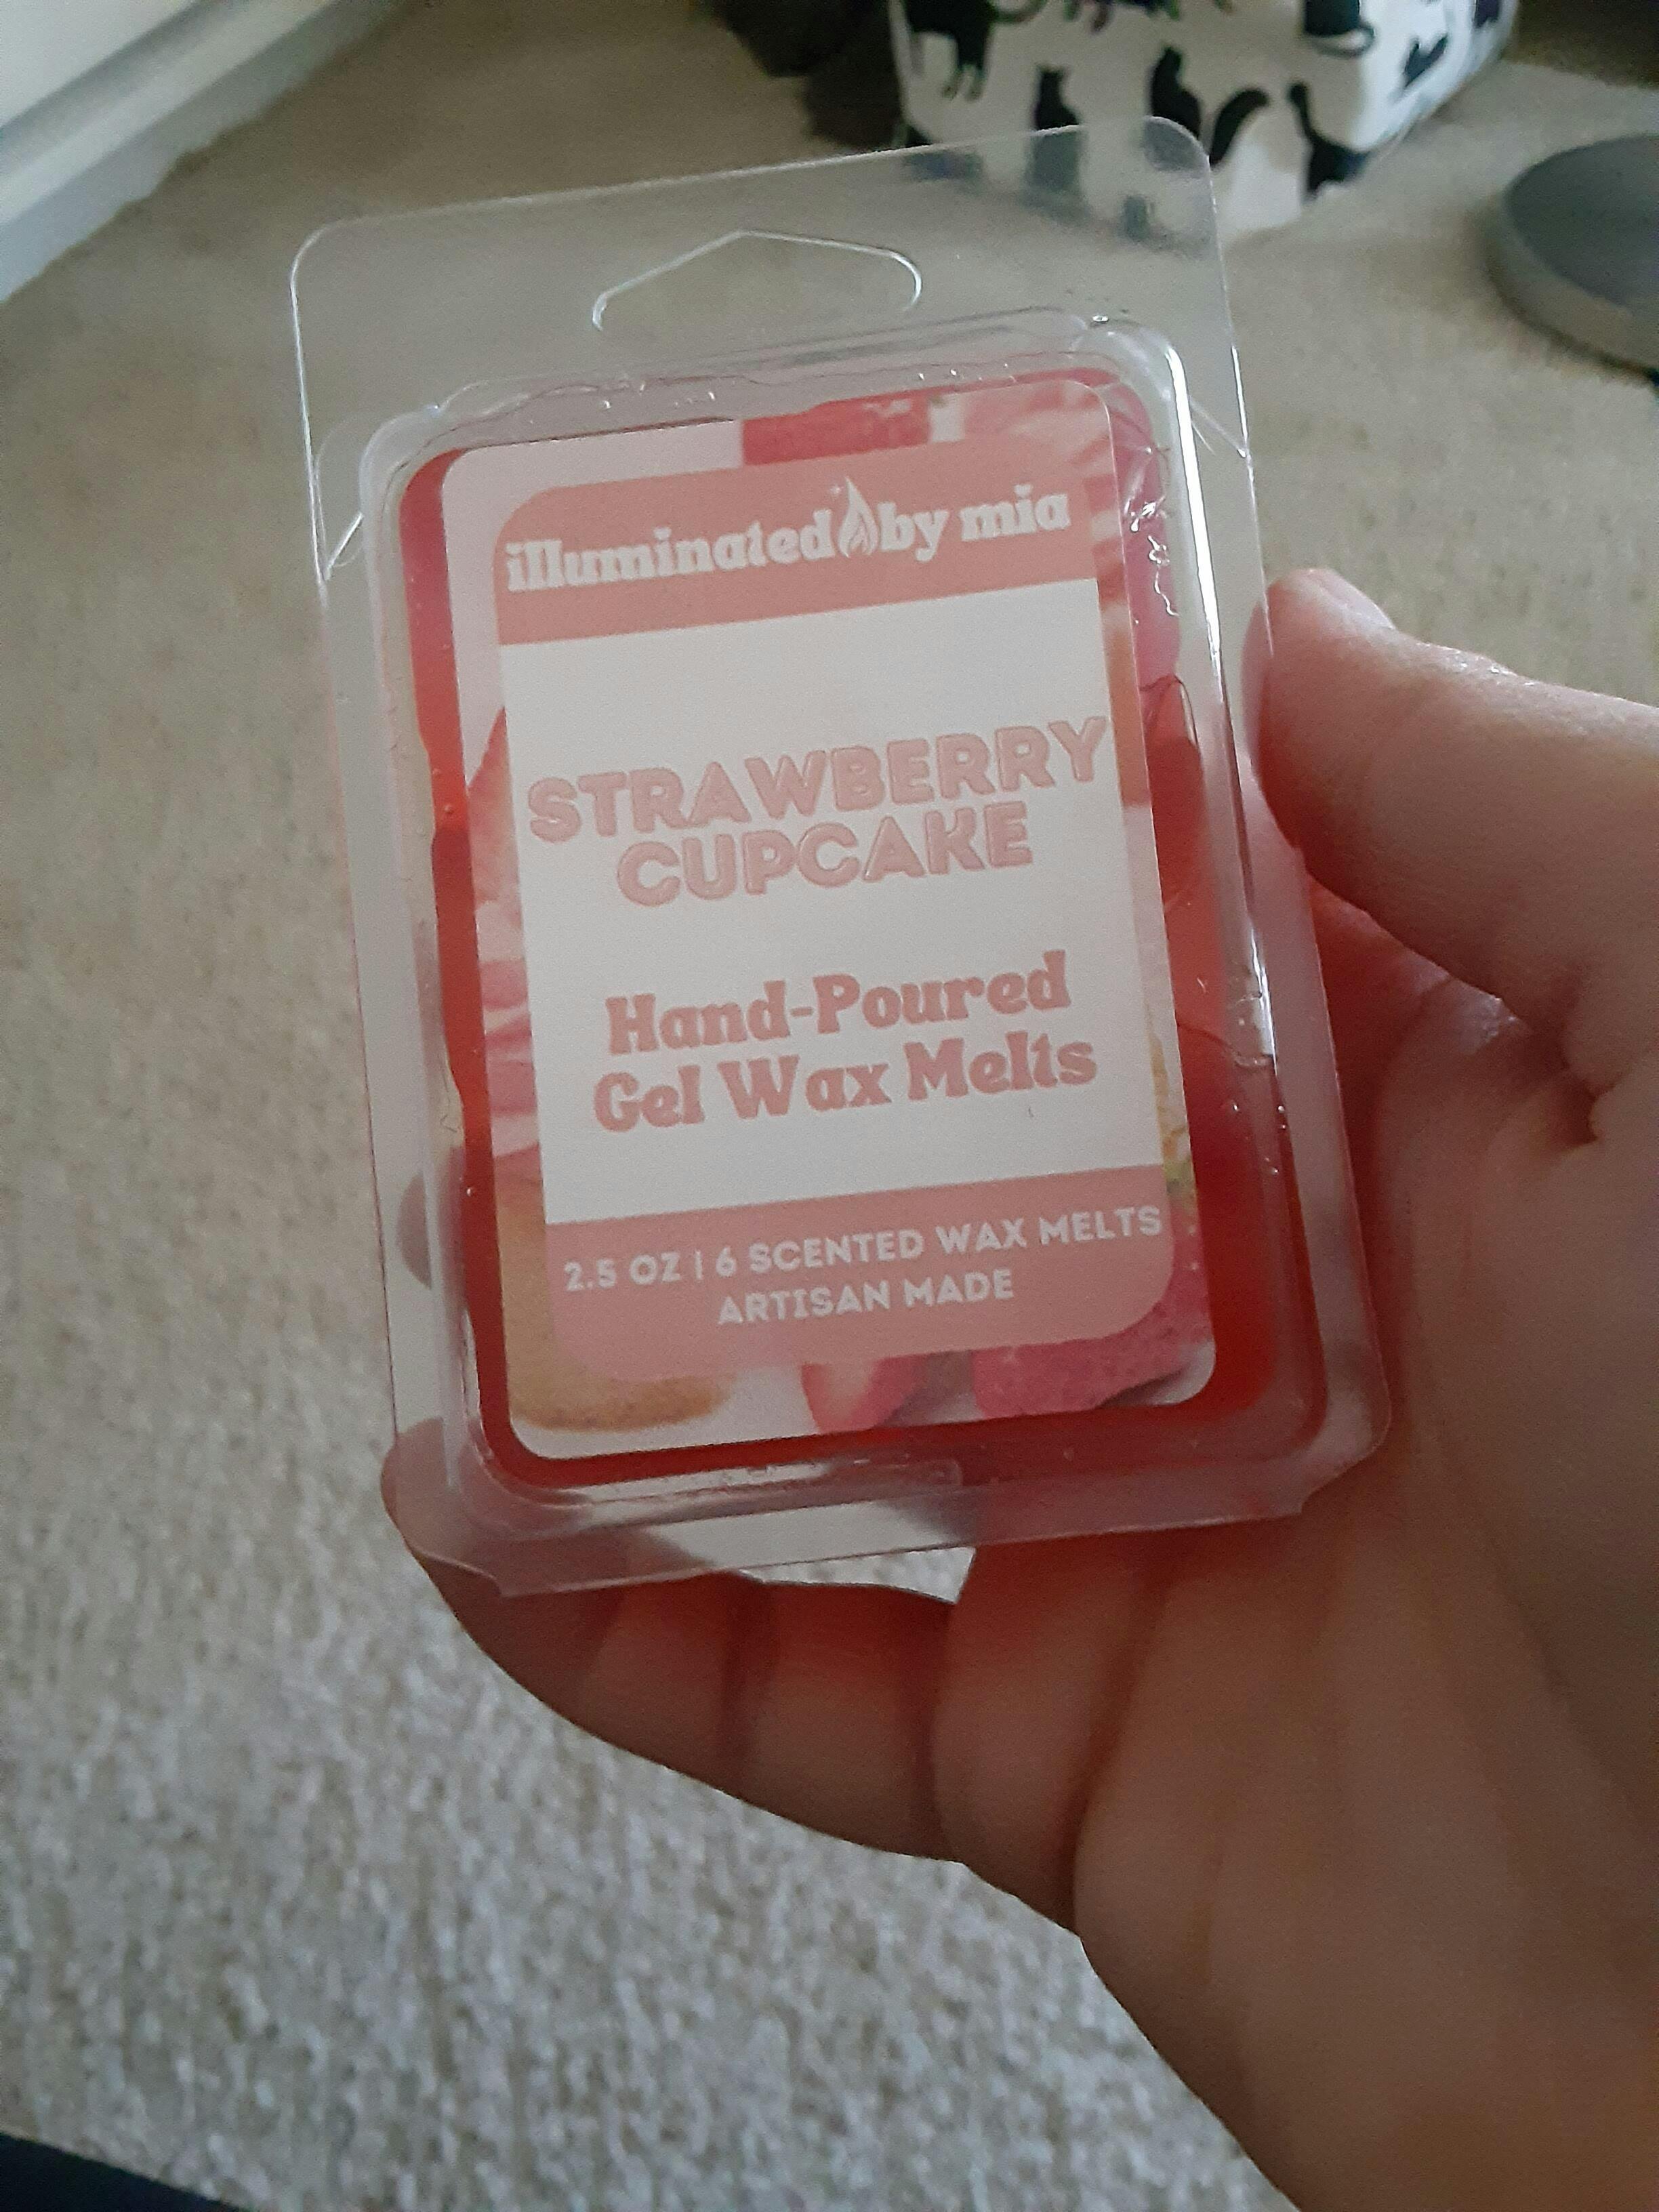 illuminated by mia
STRAWBERRY
CUPCAKE
Hand-Poured
Gel Wax Melts
2.5 OZ | 6 SCENTED WAX MELTS
ARTISAN MADE